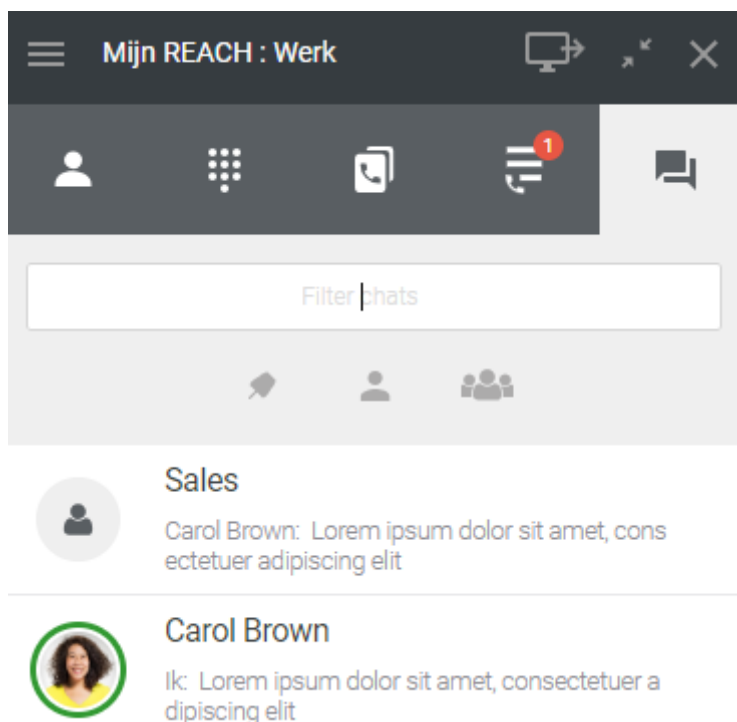 Mijn REACH : Werk
1
Filter chats
Sales
Carol Brown: Lorem ipsum dolor sit amet, cons
ectetuer adipiscing elit
Carol Brown
Ik: Lorem ipsum dolor sit amet, consectetuer a
dipiscing elit